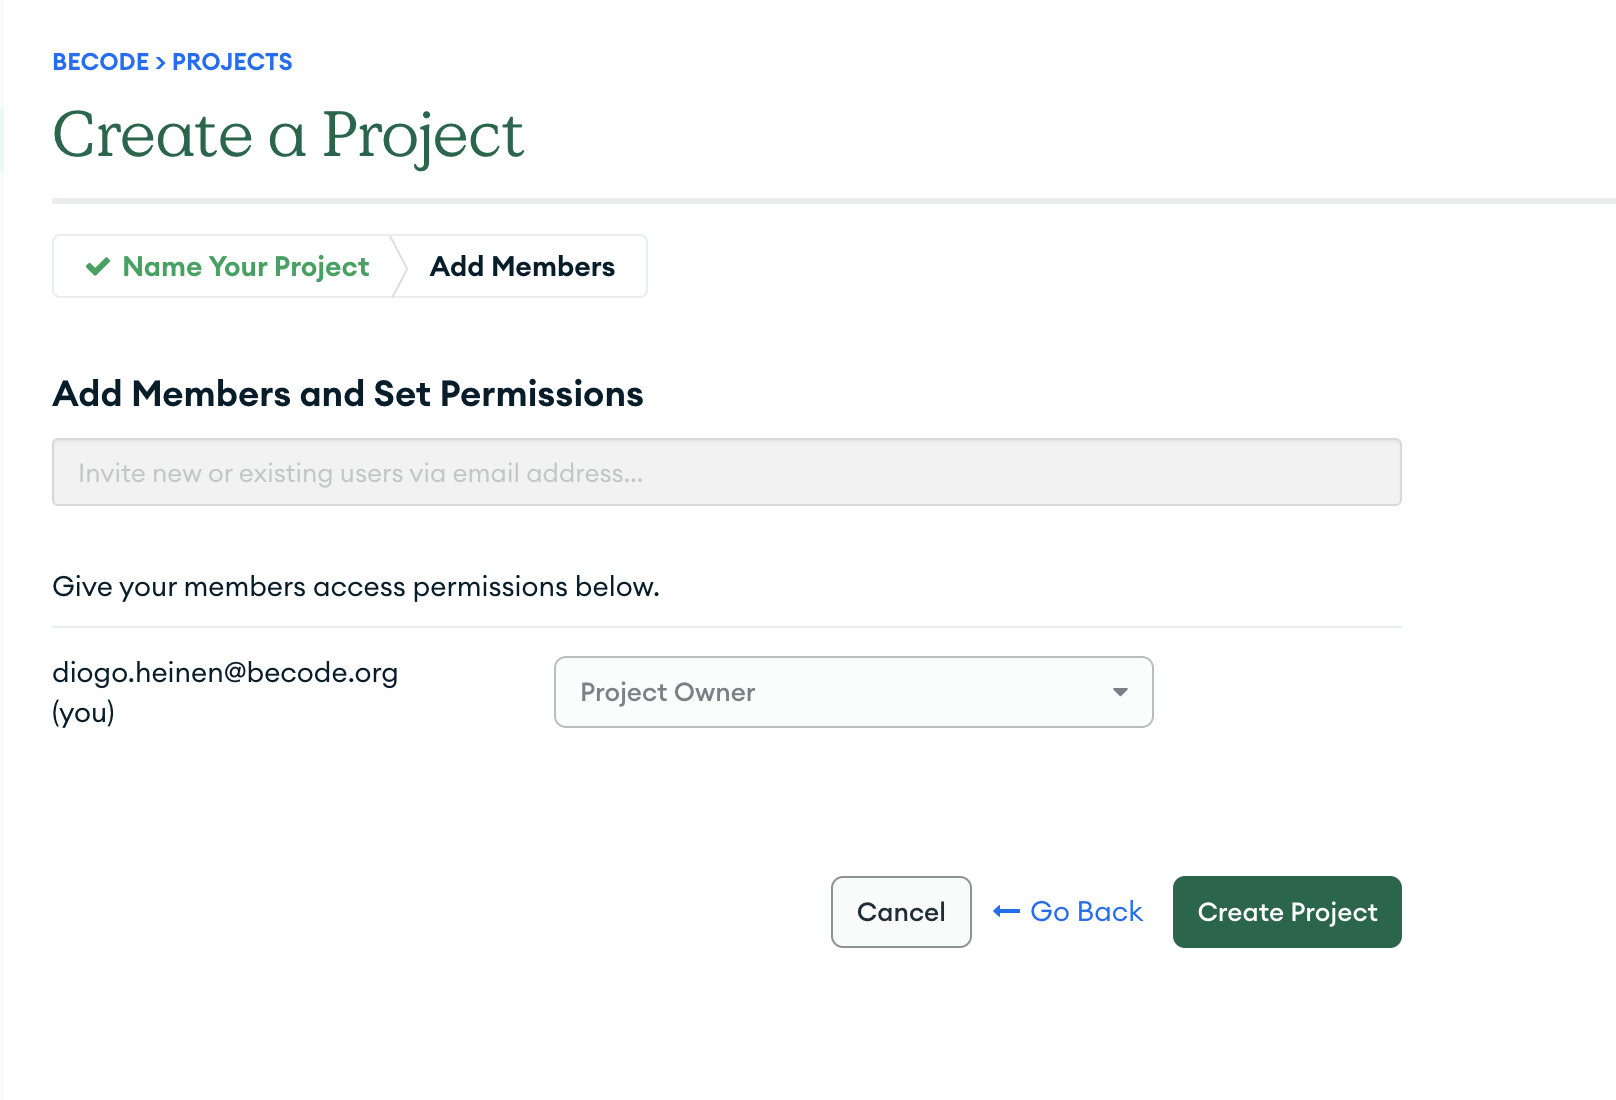 BECODE > PROJECTS
Create a Project
Name Your Project
Add Members
Add Members and Set Permissions
Invite new or existing users via email address...
Give your members access permissions below.
diogo.heinen@becode.org
(you)
Project Owner
Cancel
Go Back
Create Project